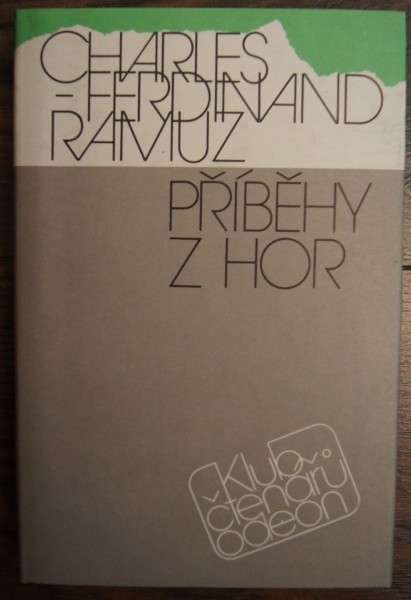 CHARLES
-FERDINAND
RAMUZ
PŘÍBĚHY
Z HOR
Klub
čtenářů
odeon